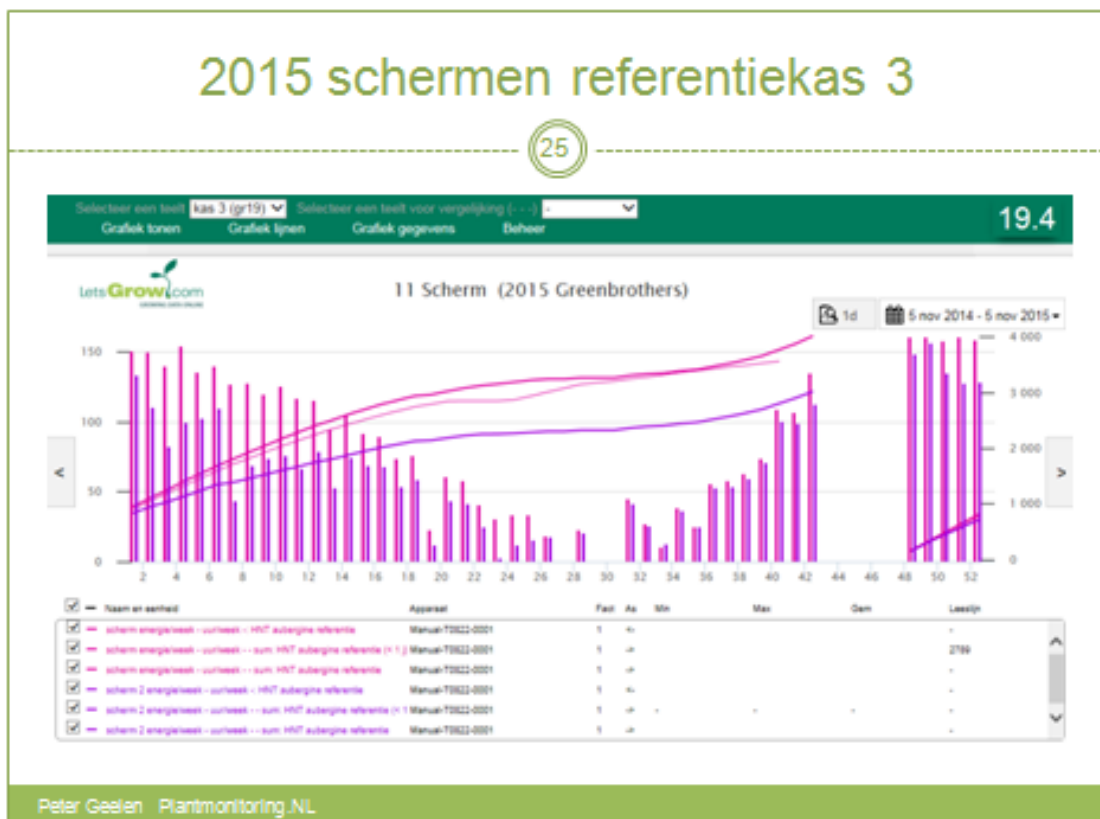 2015 schermen referentiekas 3
25
Selecteer een teelt kas 3 (gr19) Selecteer een teelt voor vergelijking (- - -) -
19.4
Grafiek tonen Grafiek lijnen Grafiek gegevens Beheer
LetsGrow.com
11 Scherm (2015 Greenbrothers)
1d 5 nov 2014 - 5 nov 2015
150 4 000
3 000
100
2 000
< >
50
1 000
0 0
2 4 6 8 10 12 14 16 18 20 22 24 26 28 30 32 34 36 38 40 42 44 46 48 50 52
Naam en eenheid Apparaat Fact As Min Max Gem Leeslijn
scherm energie/week - uur/week < HNT aubergine referentie Manual-T0622-0001 1 <- -
scherm energie/week - uur/week - - sum: HNT aubergine referentie (< 1 j) Manual-T0622-0001 1 -> 2789
scherm energie/week - uur/week - - sum: HNT aubergine referentie Manual-T0622-0001 1 -> -
scherm 2 energie/week - uur/week < HNT aubergine referentie Manual-T0622-0001 1 <- -
scherm 2 energie/week - uur/week - - sum: HNT aubergine referentie (< 1 Manual-T0622-0001 1 -> - - - -
scherm 2 energie/week - uur/week - - sum: HNT aubergine referentie Manual-T0622-0001 1 -> -
Peter Geelen Plantmonitoring.NL